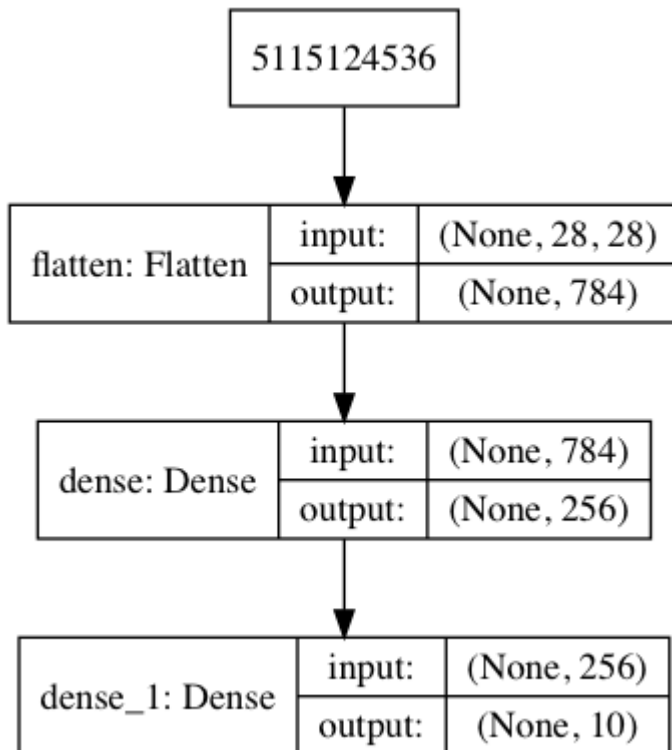 5115124536
flatten: Flatten
input:
(None, 28, 28)
output:
(None, 784)
dense: Dense
input:
(None, 784)
output:
(None, 256)
dense_1: Dense
input:
(None, 256)
output:
(None, 10)